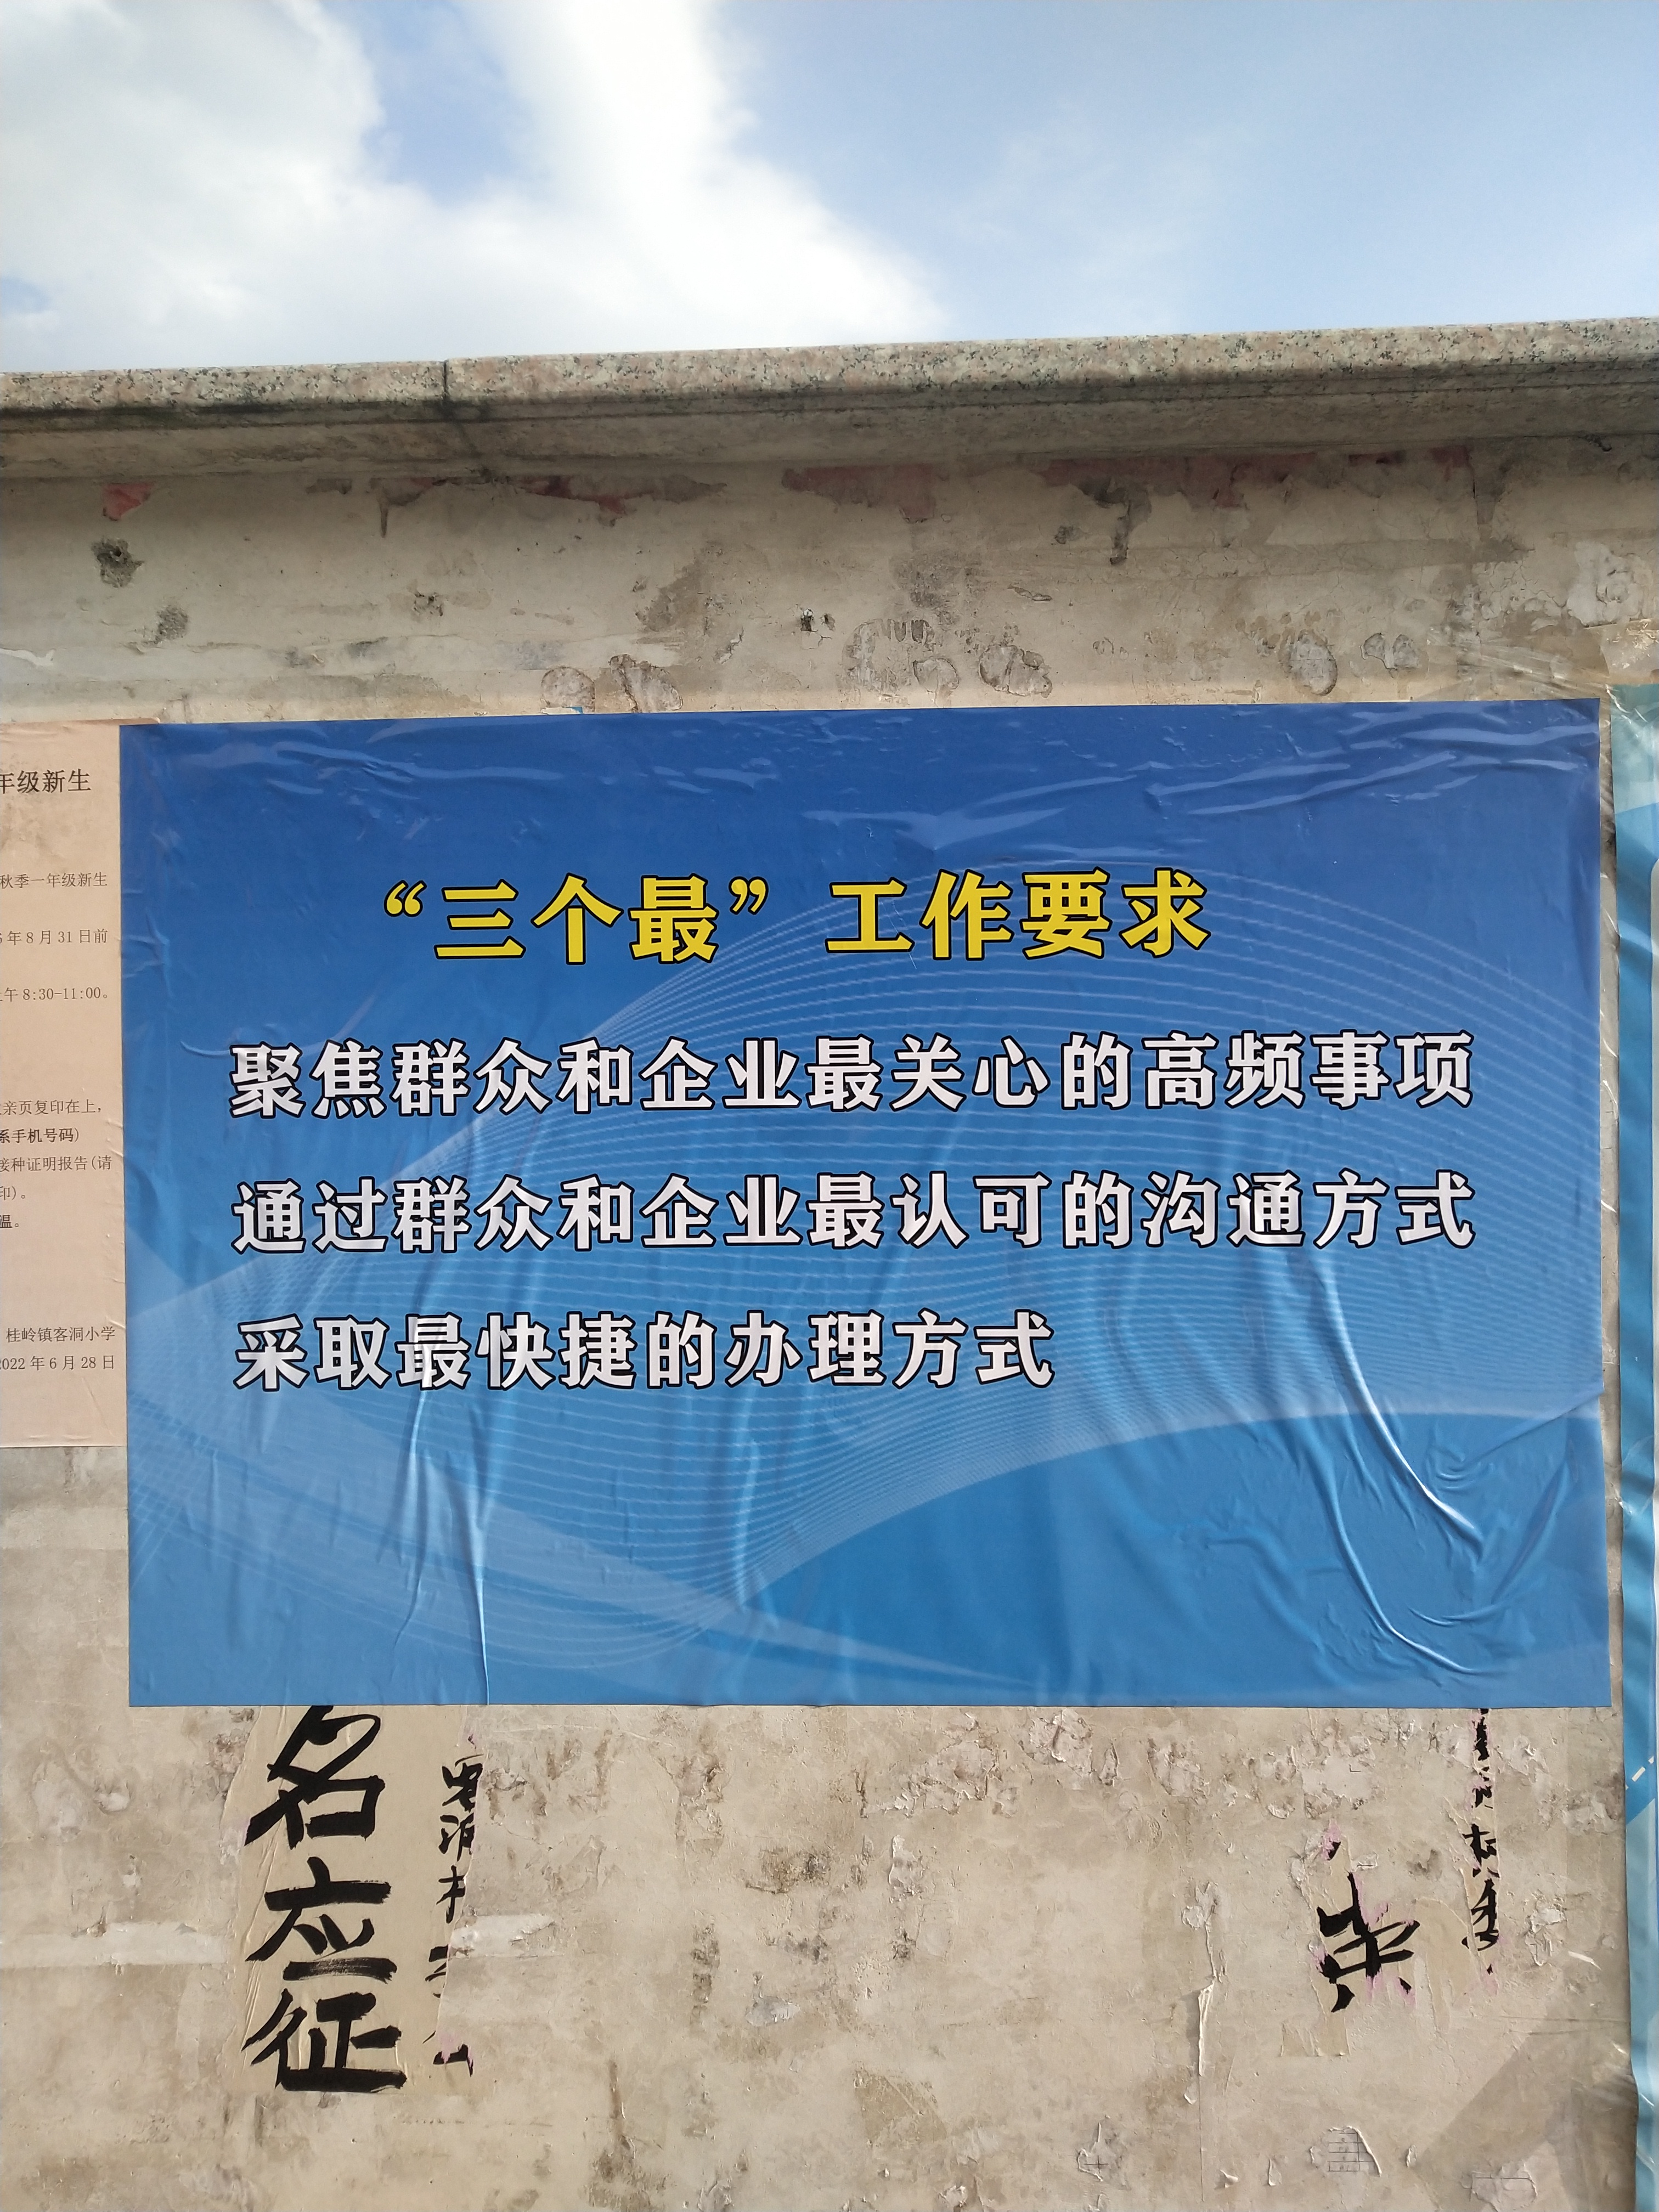 年级新生
秋季一年级新生
年8月31日前
午8:30-11:00。
亲页复印在上，
系手机号码）
接种证明报告(请
印)。
温。
桂岭镇客洞小学
2022年6月28日
“三个最” 工作要求
聚焦群众和企业最关心的高频事项
通过群众和企业最认可的沟通方式
采取最快捷的办理方式
名应征